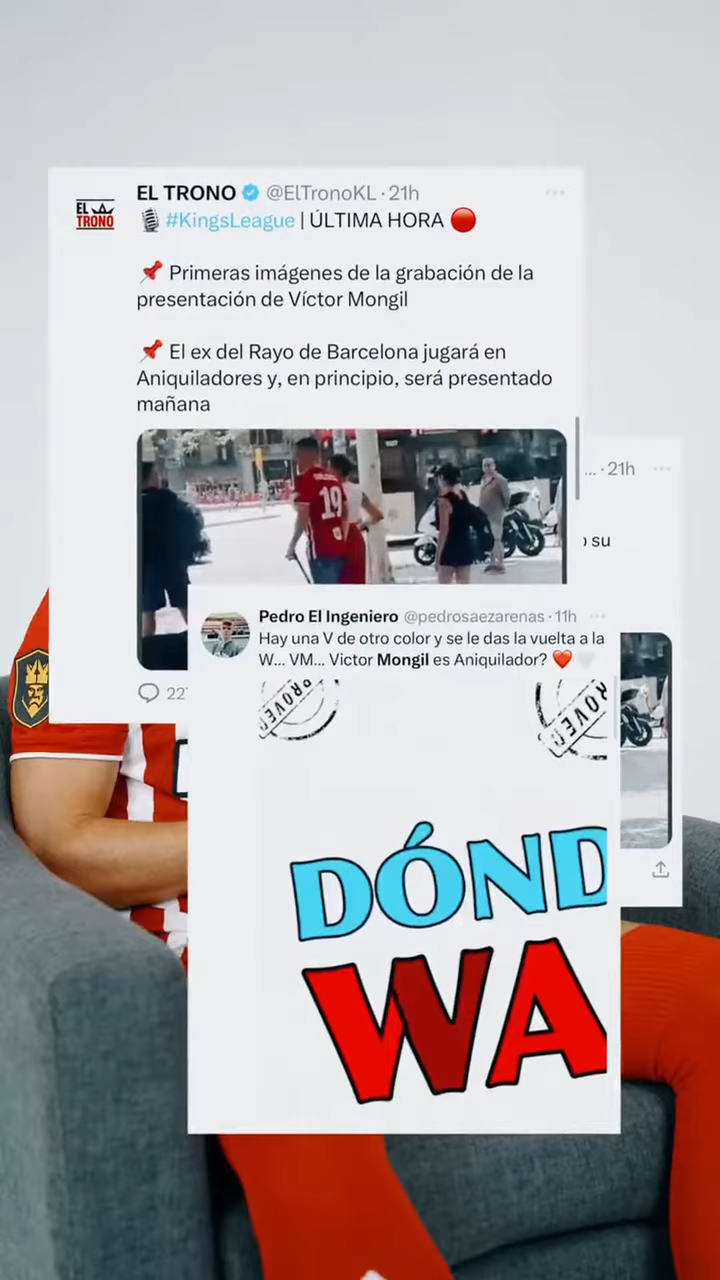 EL TRONO @ElTronoKL · 21h
EL
TRONO
#KingsLeague | ÚLTIMA HORA
Primeras imágenes de la grabación de la
presentación de Víctor Mongil
El ex del Rayo de Barcelona jugará en
Aniquiladores y, en principio, será presentado
mañana
19
... · 21h
su
22
Pedro El Ingeniero @pedrosaezarenas · 11h
Hay una V de otro color y se le das la vuelta a la
W... VM... Victor Mongil es Aniquilador?
DÓND
WA